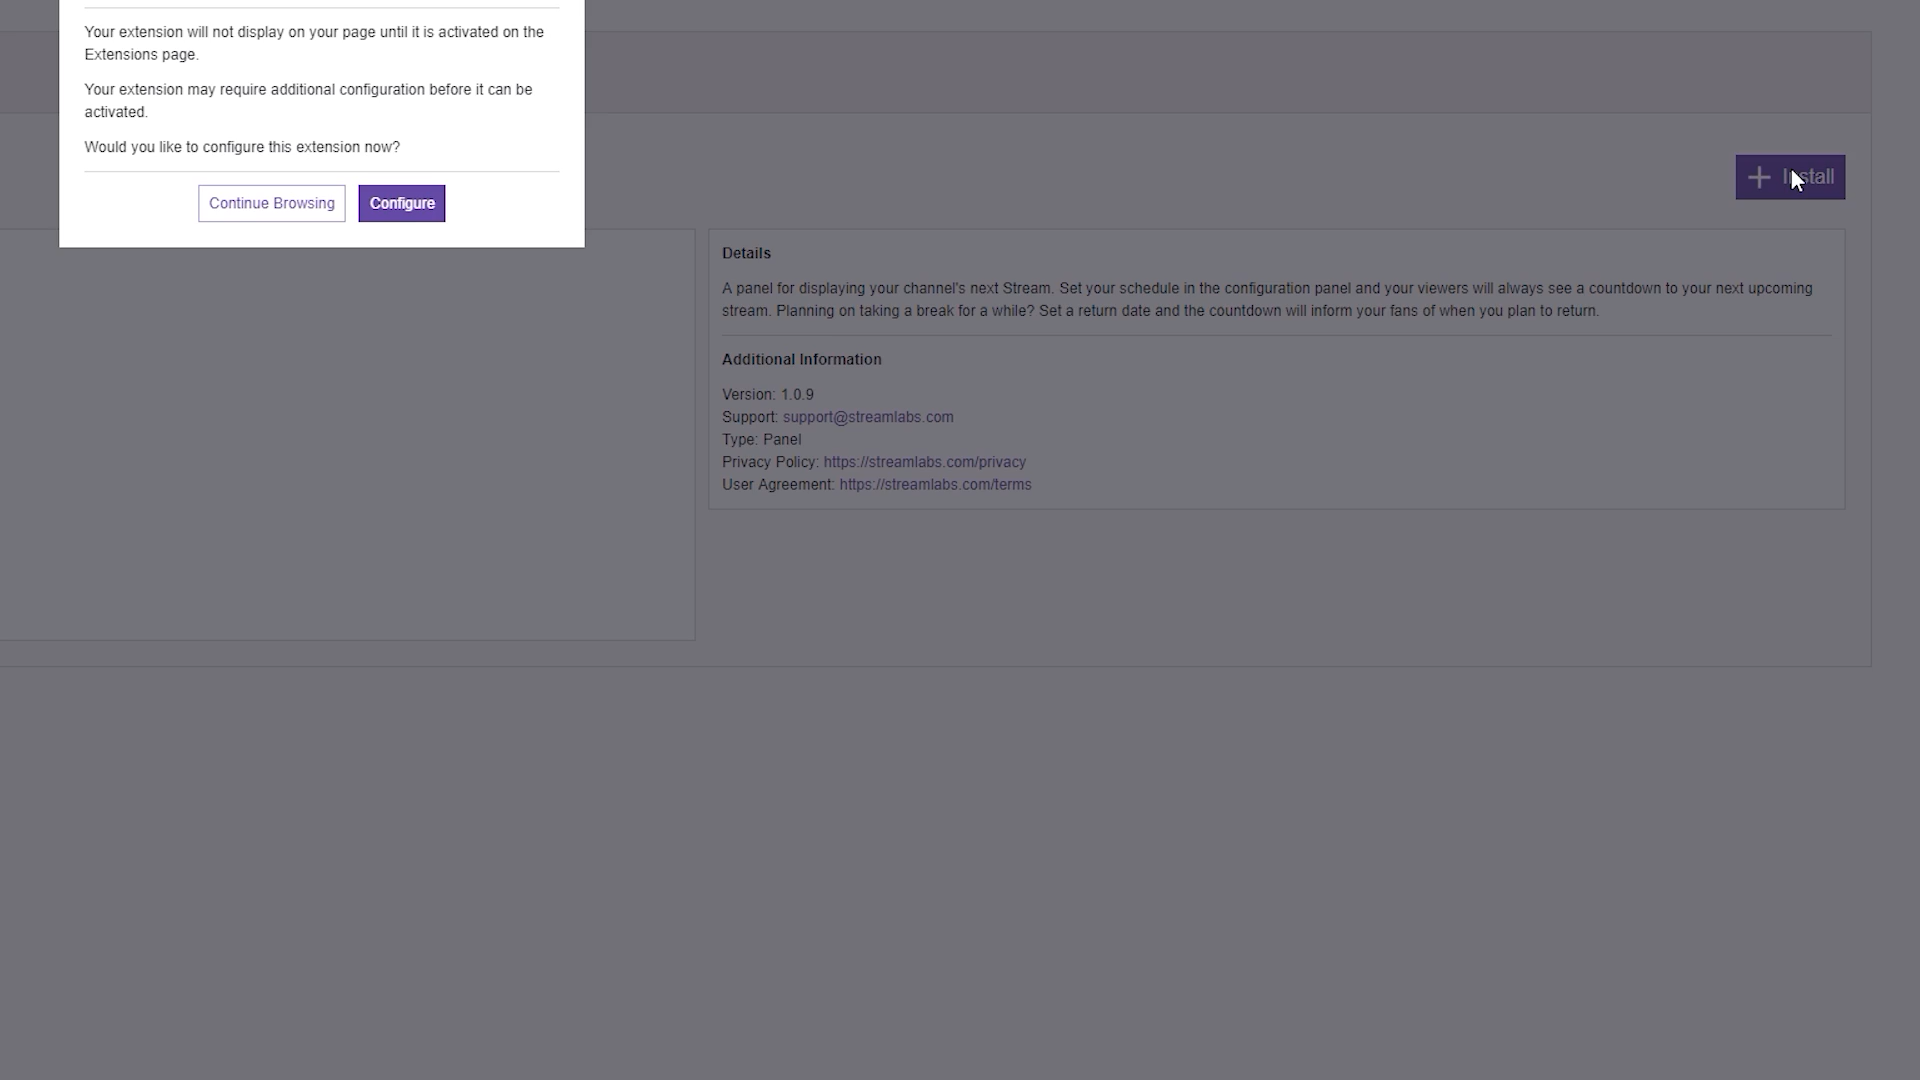 Your extension will not display on your page until it is activated on the
Extensions page.
Your extension may require additional configuration before it can be
activated.
Would you like to configure this extension now?
Continue Browsing
Configure
Install
Details
A panel for displaying your channel's next Stream. Set your schedule in the configuration panel and your viewers will always see a countdown to your next upcoming
stream. Planning on taking a break for a while? Set a return date and the countdown will inform your fans of when you plan to return.
Additional Information
Version: 1.0.9
Support: support@streamlabs.com
Type: Panel
Privacy Policy: https://streamlabs.com/privacy
User Agreement: https://streamlabs.com/terms